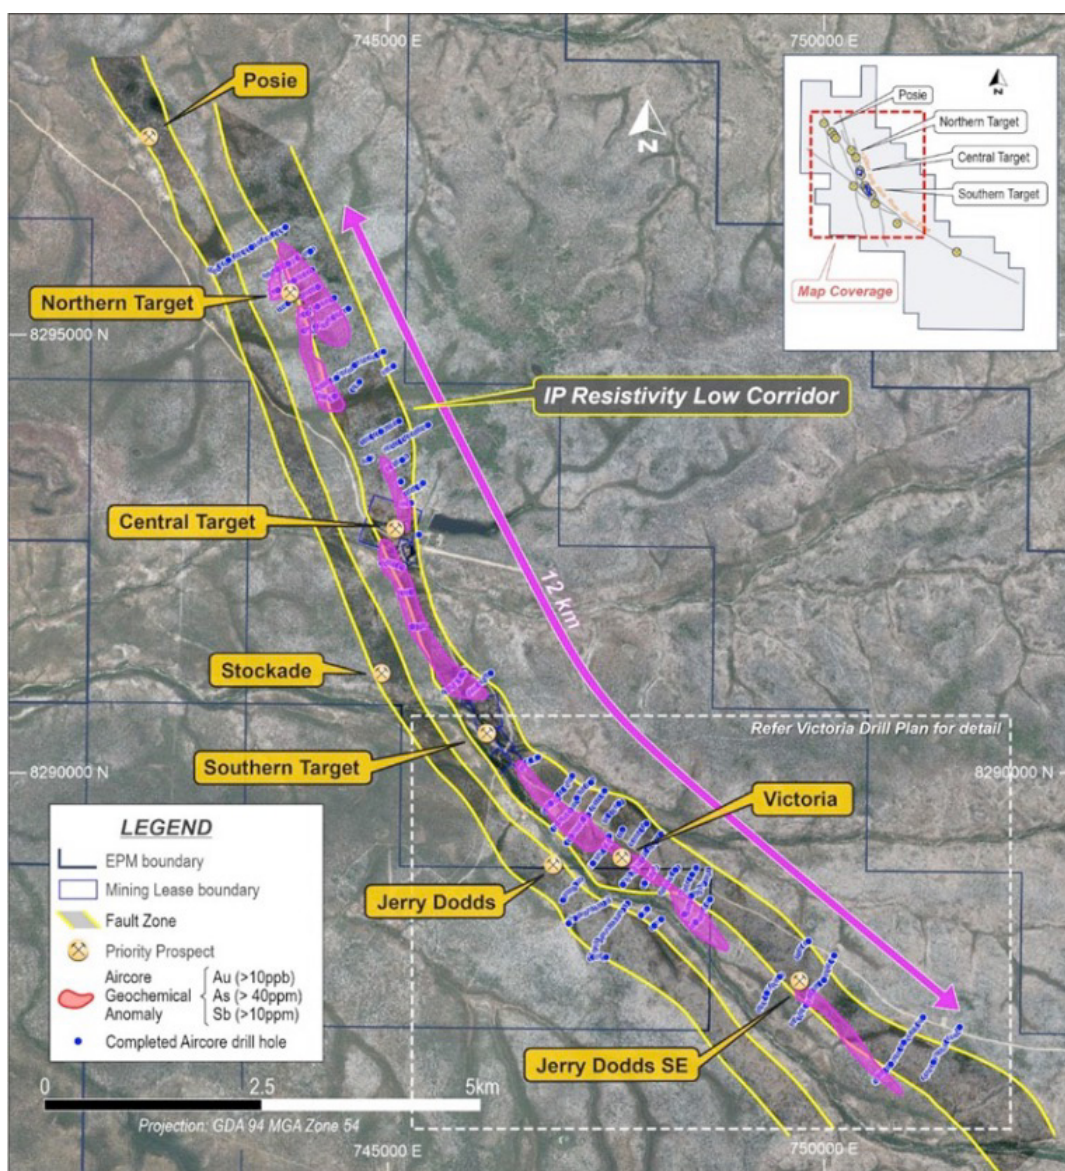 745000 E
750000 E
Posie
N
N
Posie
Northern Target
Central Target
Southern Target
Map Coverage
Northern Target
8295000 N
IP Resistivity Low Corridor
Central Target
12 km
Stockade
Refer Victoria Drill Plan for detail
Southern Target
8290000 N
8290000 N
Victoria
LEGEND
EPM boundary
Mining Lease boundary
Fault Zone
Priority Prospect
Aircore Geochemical Anomaly
Au (>10ppb)
As (> 40ppm)
Sb (>10ppm)
Completed Aircore drill hole
Jerry Dodds
Jerry Dodds SE
0
2.5
5km
Projection: GDA 94 MGA Zone 54
745000 E
750000 E